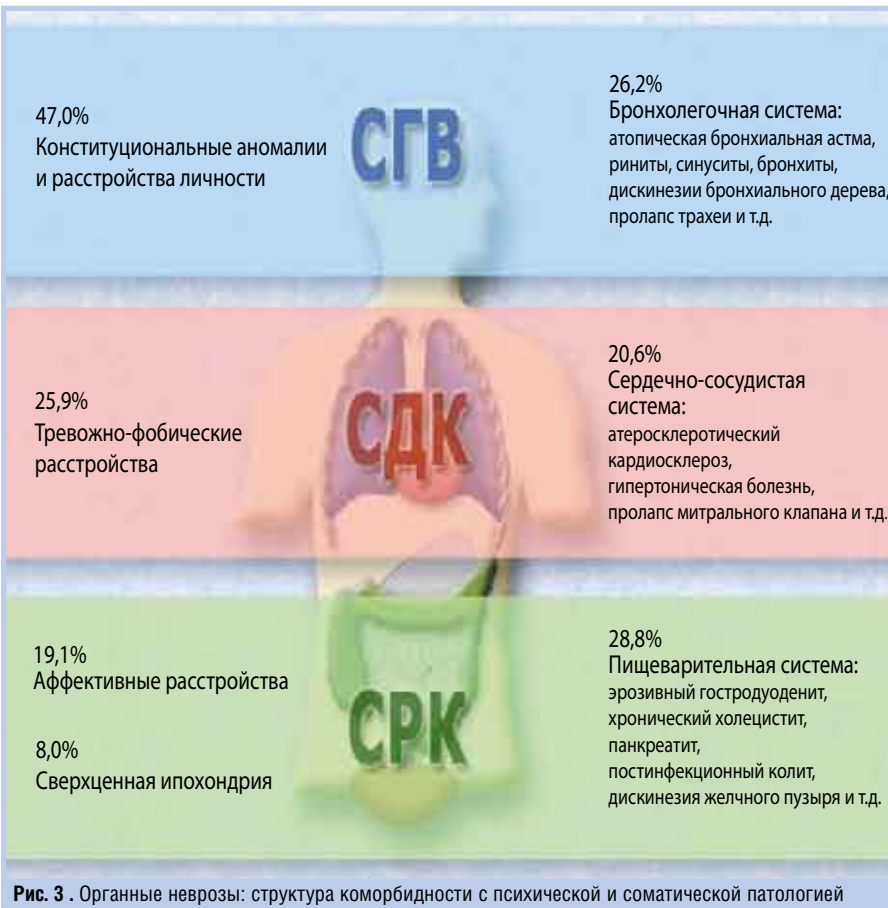 47,0%
Конституциональные аномалии
и расстройства личности
СГВ
26,2%
Бронхолегочная система:
атопическая бронхиальная астма,
риниты, синуситы, бронхиты,
дискинезии бронхиального дерева,
пролапс трахеи и т.д.
25,9%
Тревожно-фобические
расстройства
СДК
20,6%
Сердечно-сосудистая
система:
атеросклеротический
кардиосклероз,
гипертоническая болезнь,
пролапс митрального клапана и т.д.
19,1%
Аффективные расстройства
8,0%
Сверхценная ипохондрия
СРК
28,8%
Пищеварительная система:
эрозивный гостродуоденит,
хронический холецистит,
панкреатит,
постинфекционный колит,
дискинезия желчного пузыря и т.д.
Рис. 3 . Органные неврозы: структура коморбидности с психической и соматической патологией